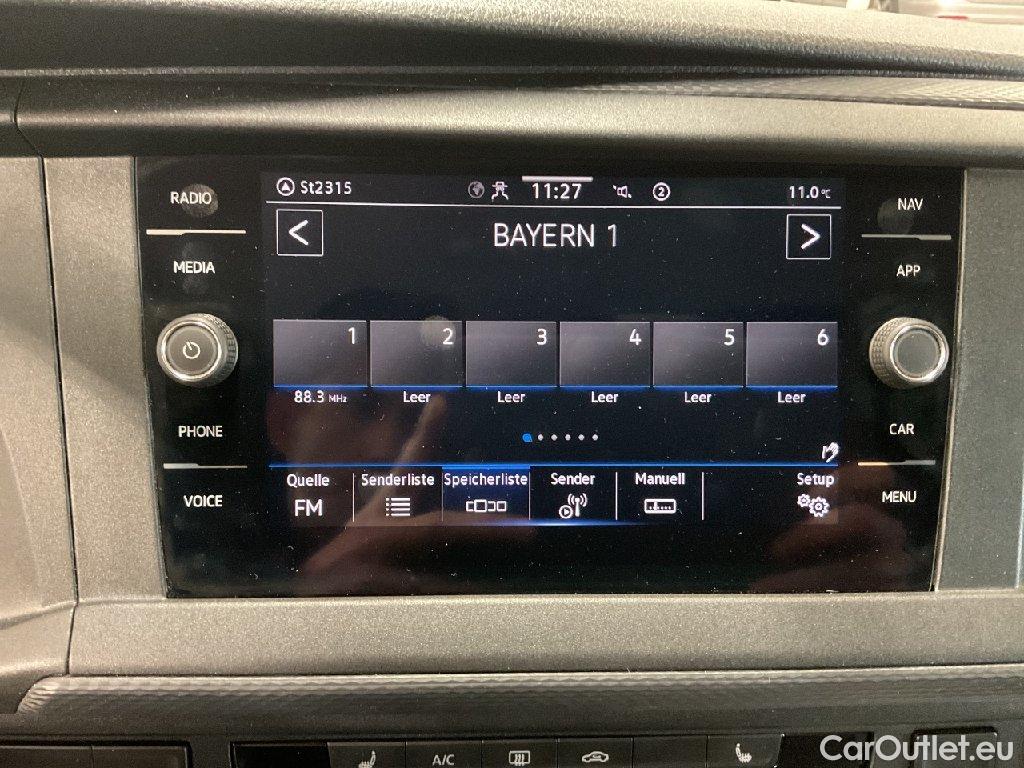 St2315 11:27 2 11.0 °C
RADIO NAV
< BAYERN 1 >
MEDIA APP
1 2 3 4 5 6
88.3 MHz Leer Leer Leer Leer Leer
PHONE CAR
Quelle Senderliste Speicherliste Sender Manuell Setup
FM
VOICE MENU
A/C
CarOutlet.eu